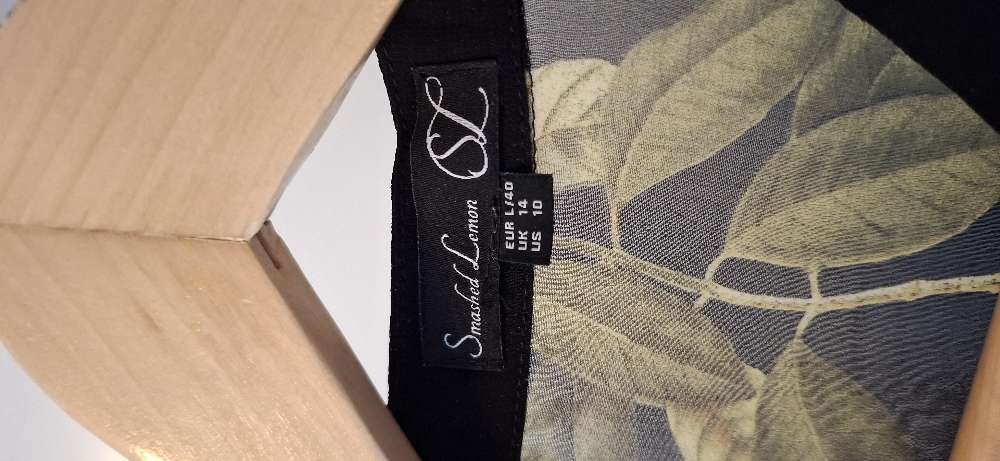 SL
Smashed Lemon
EUR L/40
UK 14
US 10